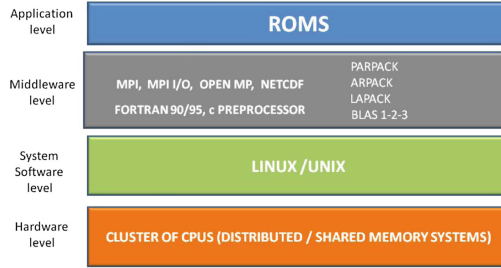 Application
level
ROMS
Middleware
level
MPI, MPI I/O, OPEN MP, NETCDF
FORTRAN 90/95, c PREPROCESSOR
PARPACK
ARPACK
LAPACK
BLAS 1-2-3
System
Software
level
LINUX /UNIX
Hardware
level
CLUSTER OF CPUS (DISTRIBUTED / SHARED MEMORY SYSTEMS)